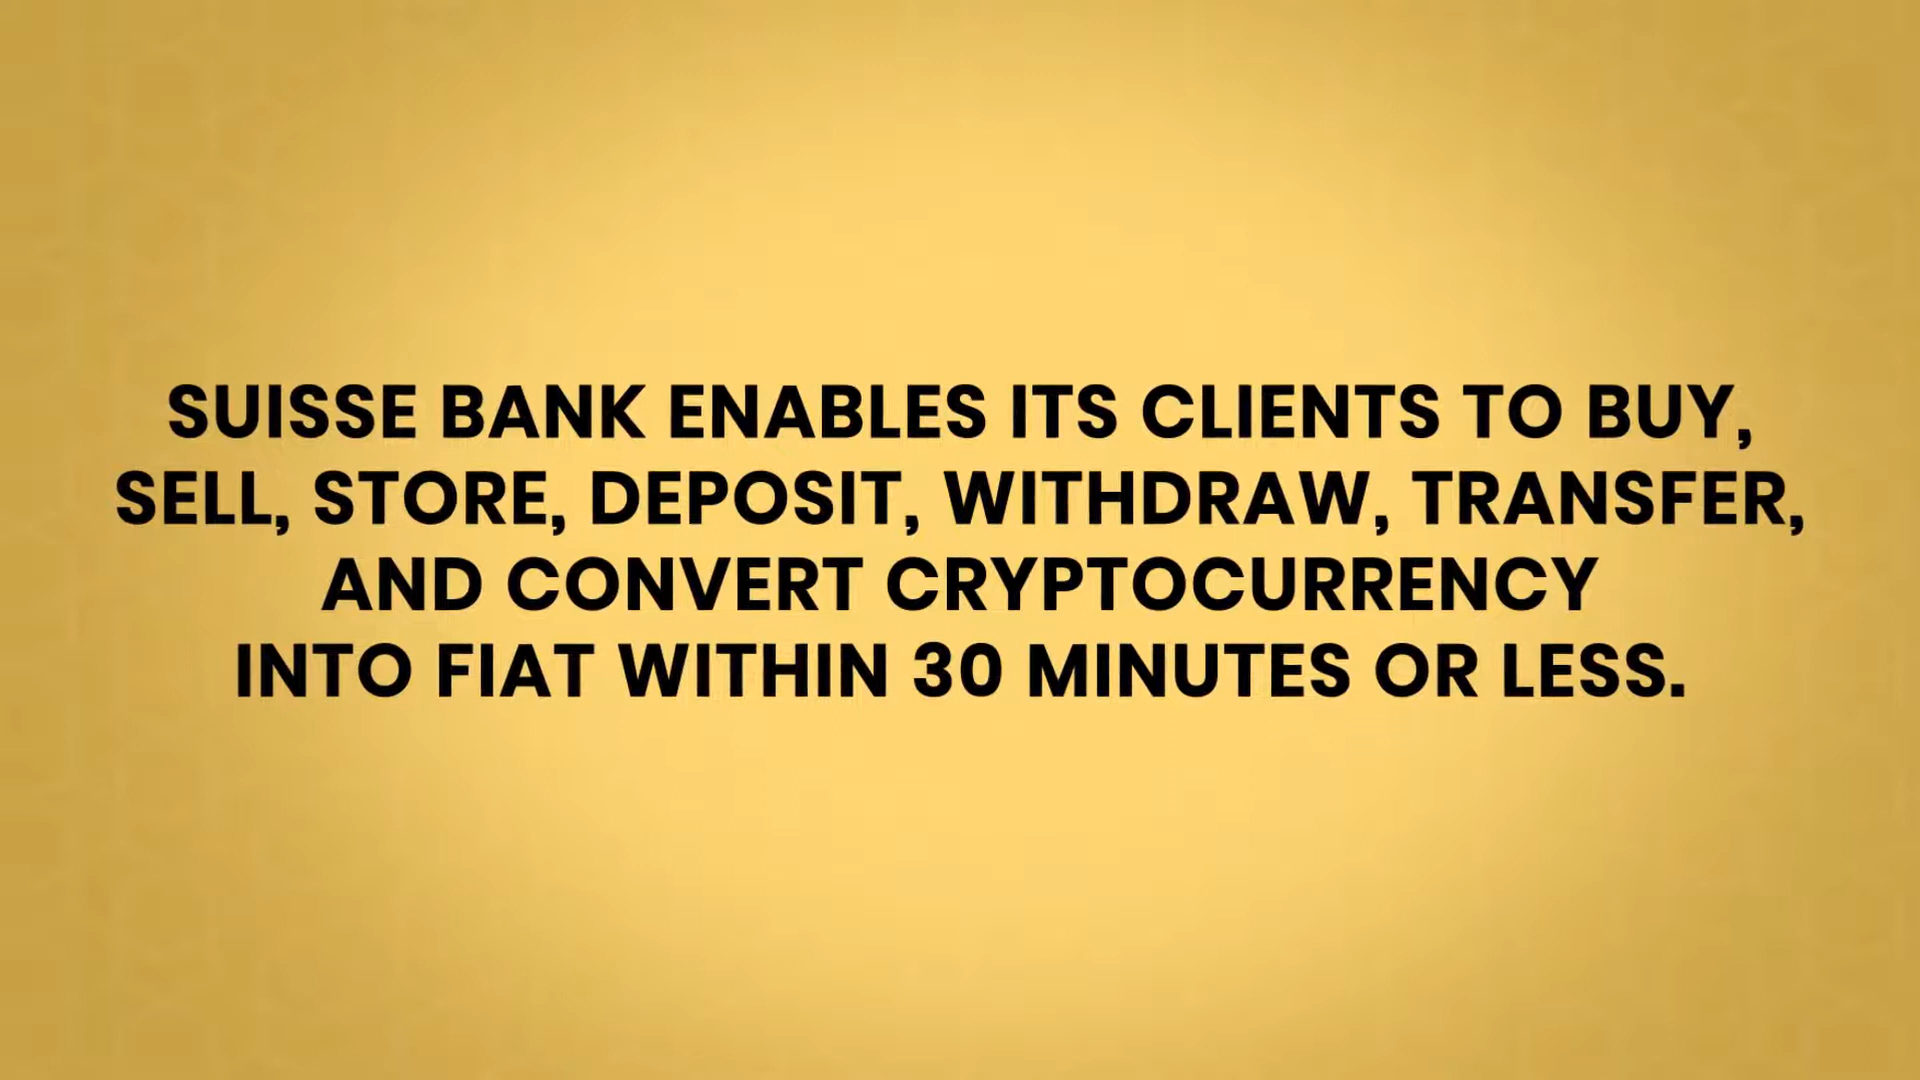 SUISSE BANK ENABLES ITS CLIENTS TO BUY,
SELL, STORE, DEPOSIT, WITHDRAW, TRANSFER,
AND CONVERT CRYPTOCURRENCY
INTO FIAT WITHIN 30 MINUTES OR LESS.